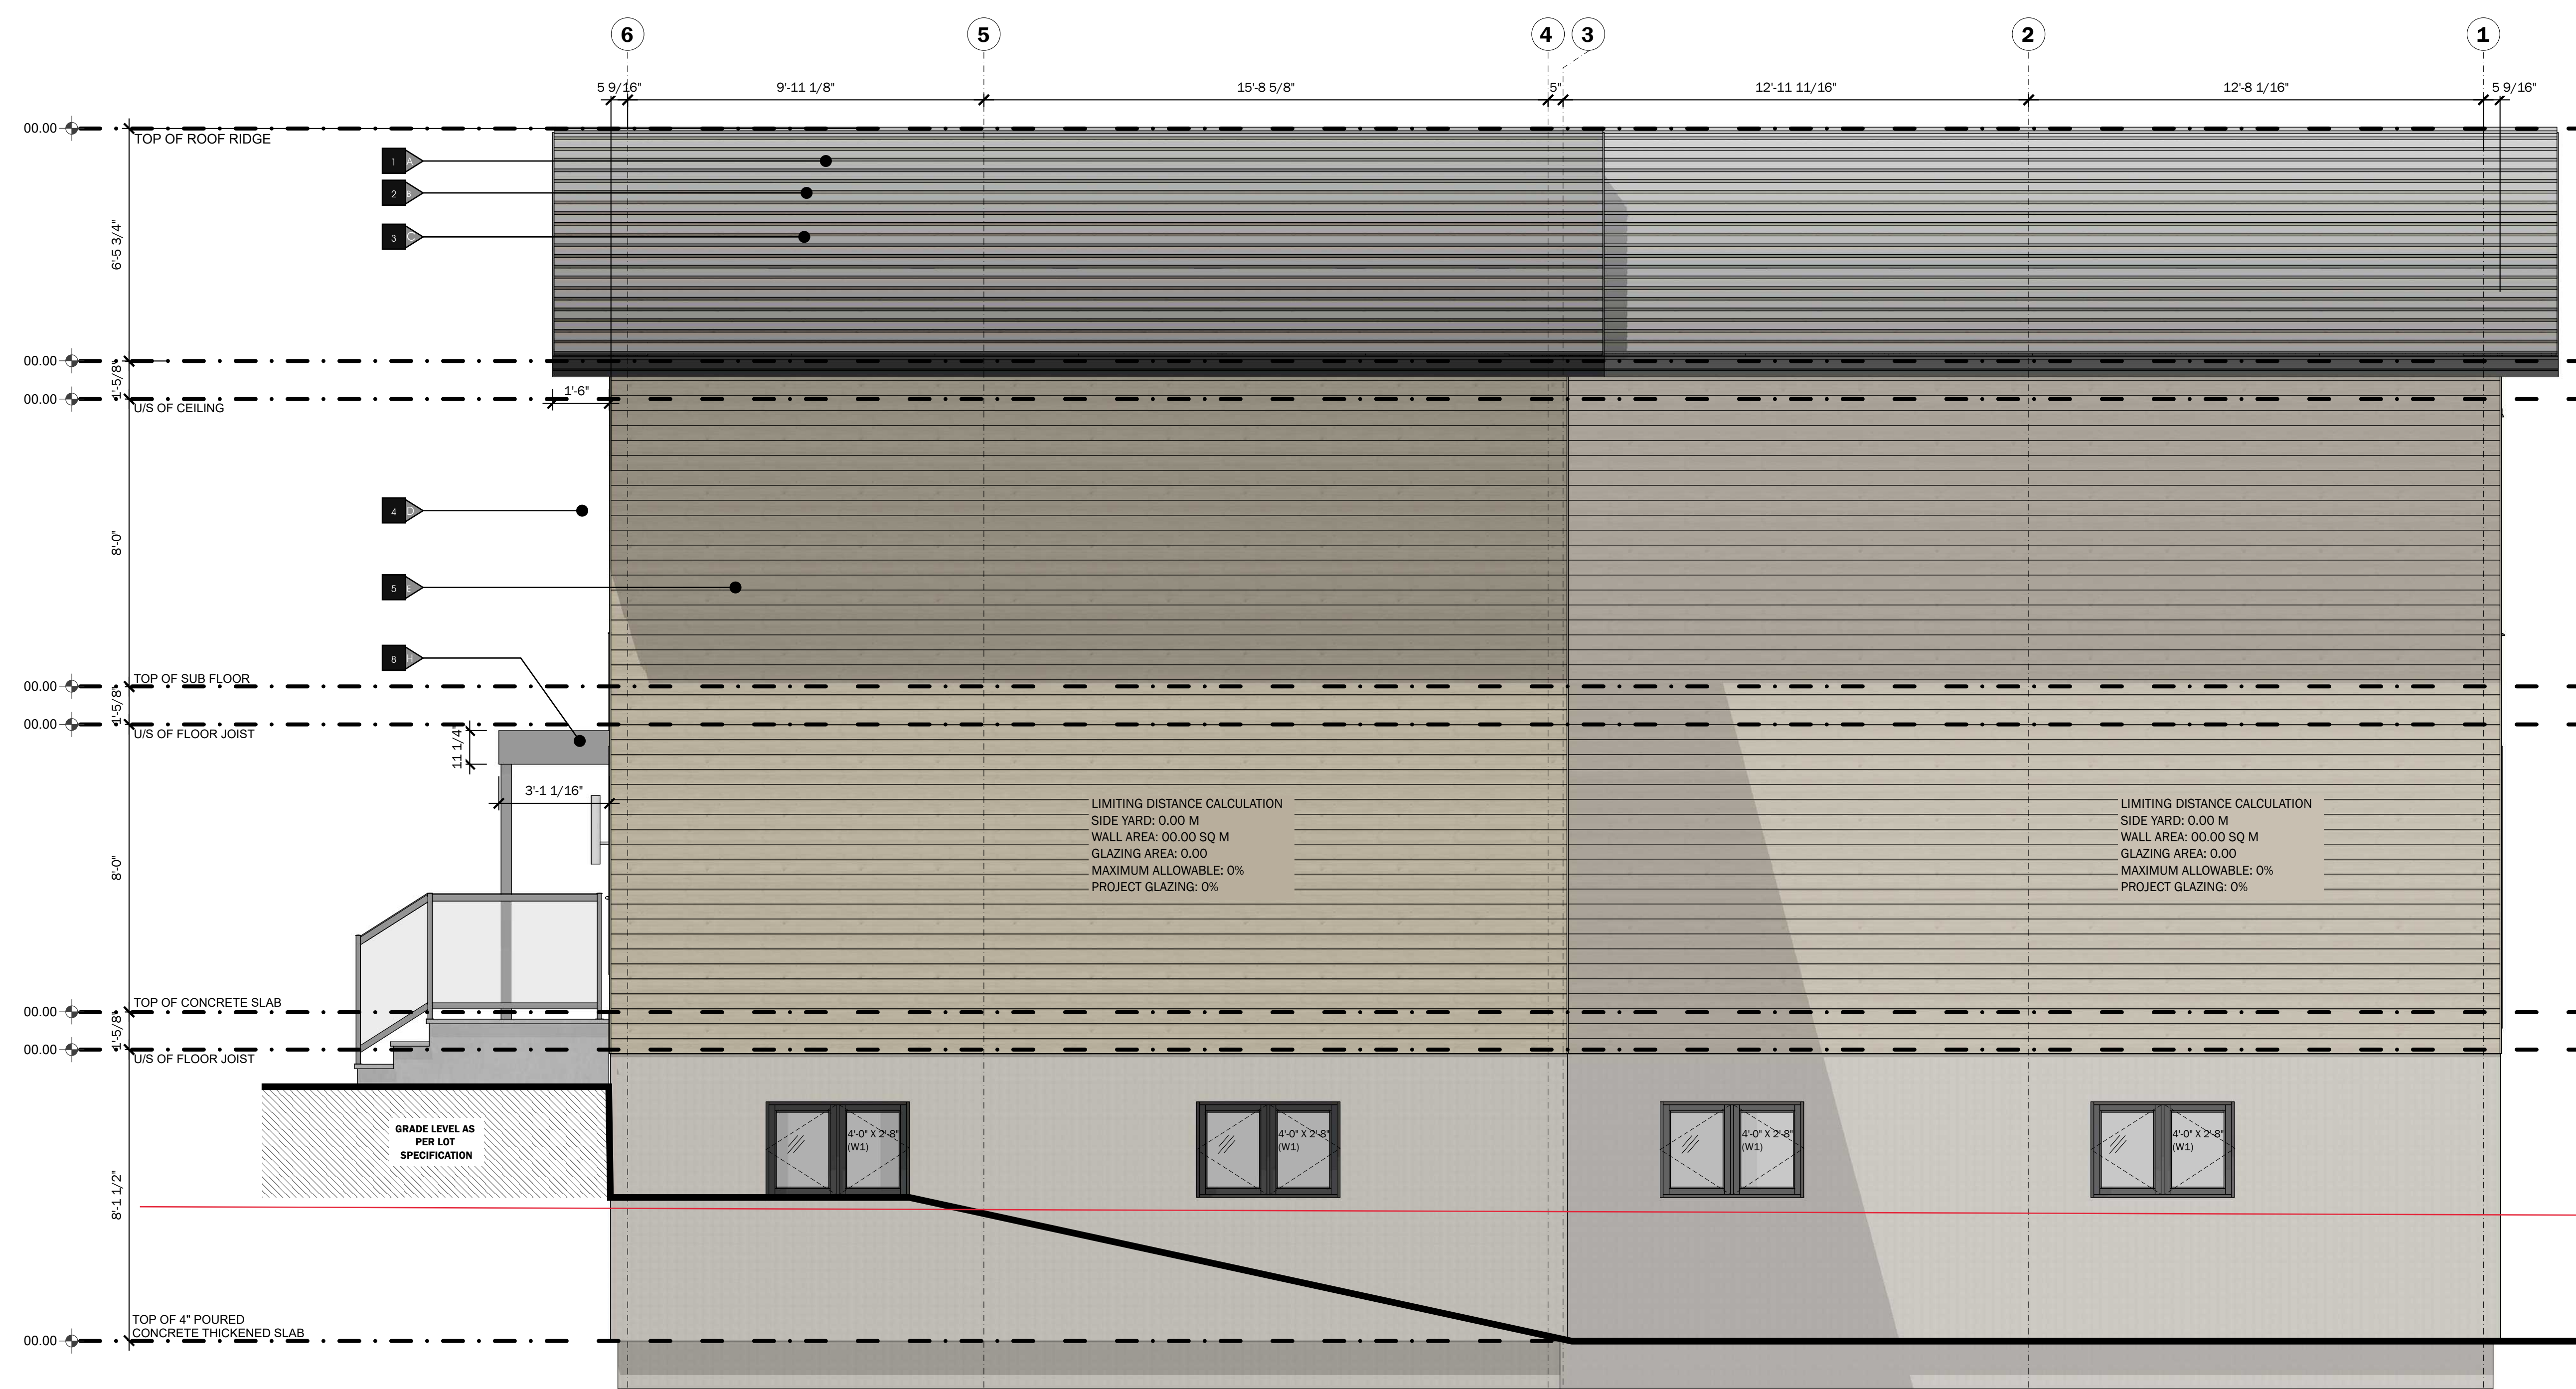 6 5 4 3 2 1
5 9/16" 9'-11 1/8" 15'-8 5/8" 5" 12'-11 11/16" 12'-8 1/16" 5 9/16"
00.00
TOP OF ROOF RIDGE
1 A
2 B
3 C
6'-5 3/4"
00.00
1'-5/8"
1'-6"
00.00
U/S OF CEILING
4 D
8'-0"
5 E
8 H
TOP OF SUB FLOOR
00.00
1'-5/8"
00.00
U/S OF FLOOR JOIST
11 1/4"
3'-1 1/16"
LIMITING DISTANCE CALCULATION
SIDE YARD: 0.00 M
WALL AREA: 00.00 SQ M
GLAZING AREA: 0.00
MAXIMUM ALLOWABLE: 0%
PROJECT GLAZING: 0%
LIMITING DISTANCE CALCULATION
SIDE YARD: 0.00 M
WALL AREA: 00.00 SQ M
GLAZING AREA: 0.00
MAXIMUM ALLOWABLE: 0%
PROJECT GLAZING: 0%
8'-0"
TOP OF CONCRETE SLAB
00.00
1'-5/8"
00.00
U/S OF FLOOR JOIST
GRADE LEVEL AS
PER LOT
SPECIFICATION
4'-0" X 2'-8"
(W1)
4'-0" X 2'-8"
(W1)
4'-0" X 2'-8"
(W1)
4'-0" X 2'-8"
(W1)
8'-1 1/2"
TOP OF 4" POURED
CONCRETE THICKENED SLAB
00.00